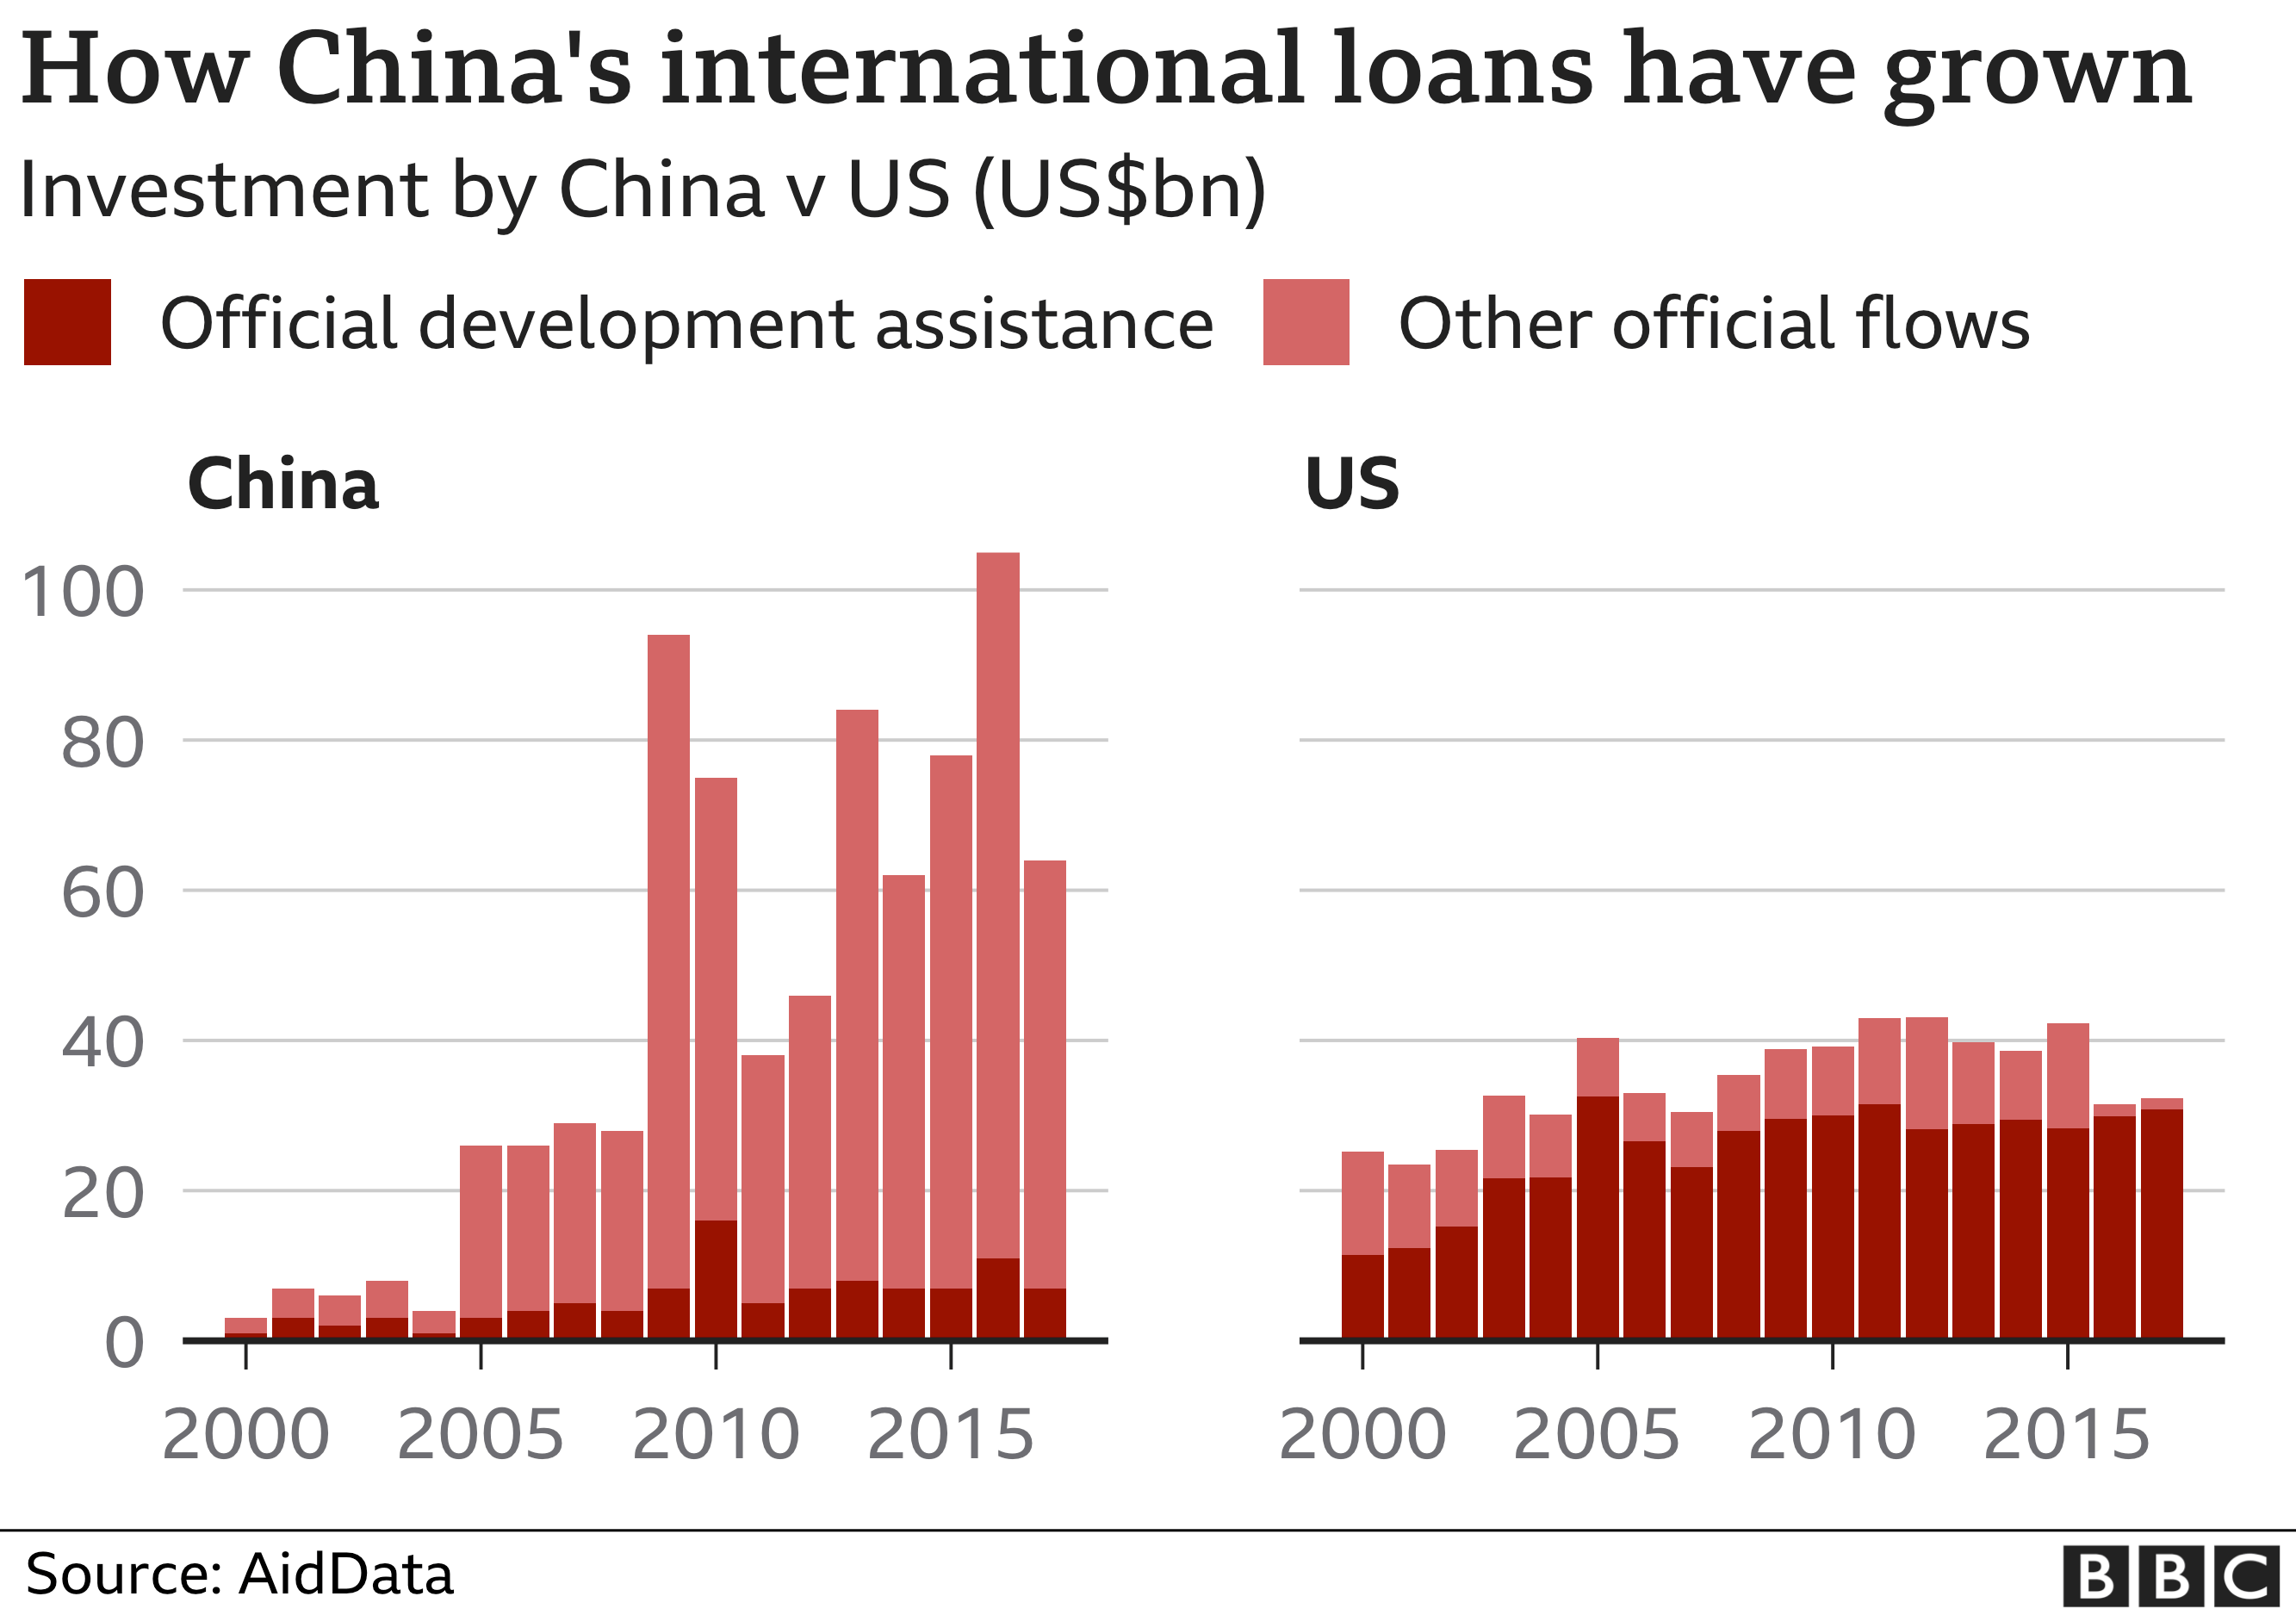 How China's international loans have grown
Investment by China v US (US$bn)
Official development assistance Other official flows
China US
100
80
60
40
20
0
2000 2005 2010 2015 2000 2005 2010 2015
Source: AidData BBC